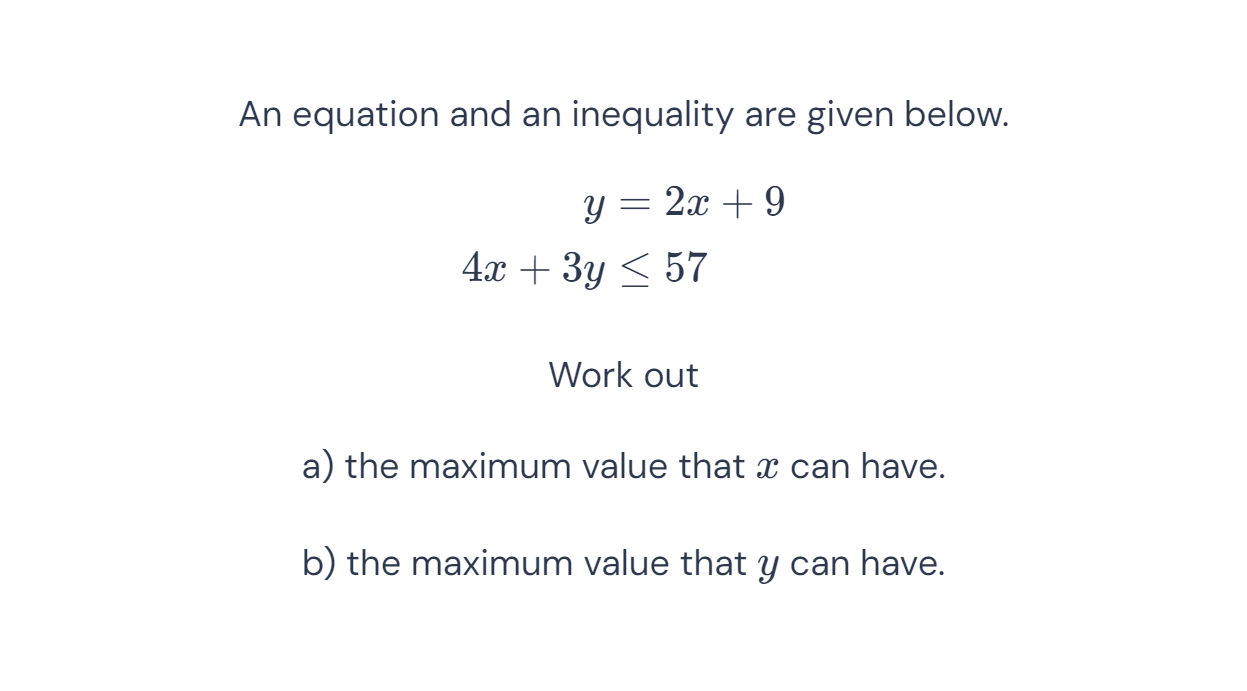 An equation and an inequality are given below.
y = 2x + 9
4x + 3y ≤ 57
Work out
a) the maximum value that x can have.
b) the maximum value that y can have.